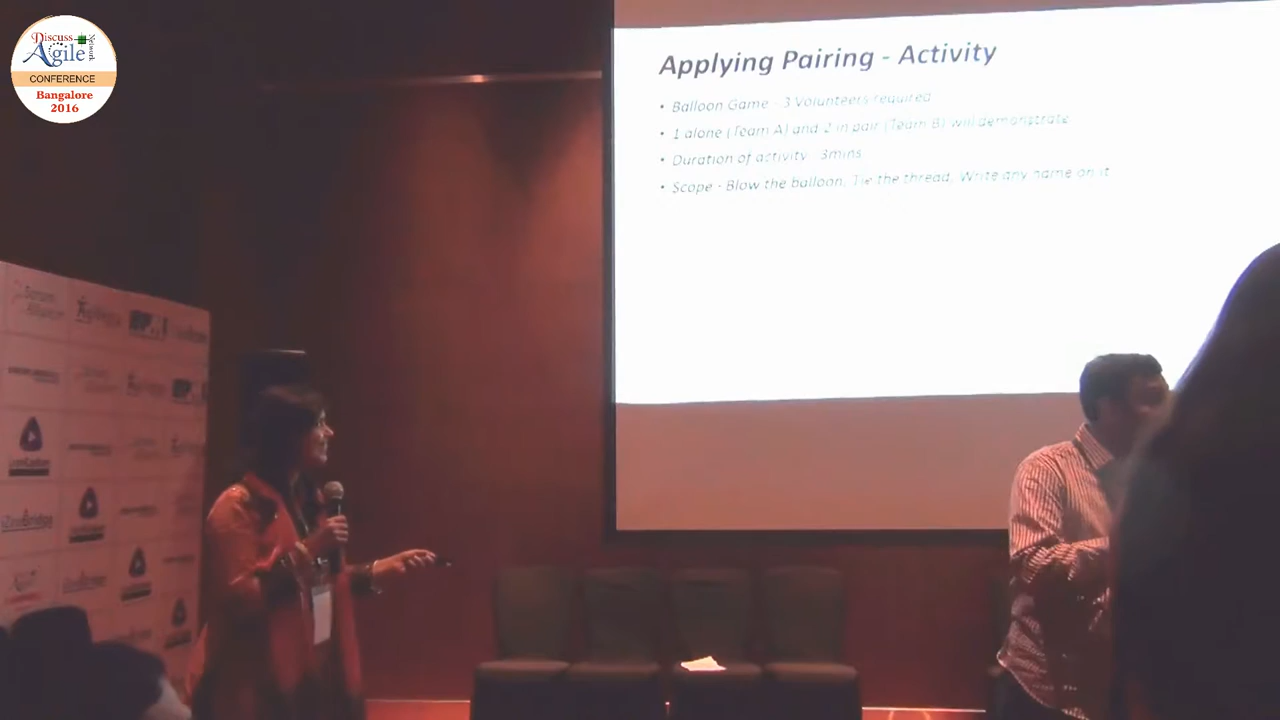 Discuss
Agile
Network
CONFERENCE
Bangalore
2016
Applying Pairing - Activity
• Balloon Game - 3 Volunteers required
• 1 alone (Team A) and 2 in pair (Team B) will demonstrate
• Duration of activity - 3mins
• Scope - Blow the balloon, Tie the thread, Write any name on it